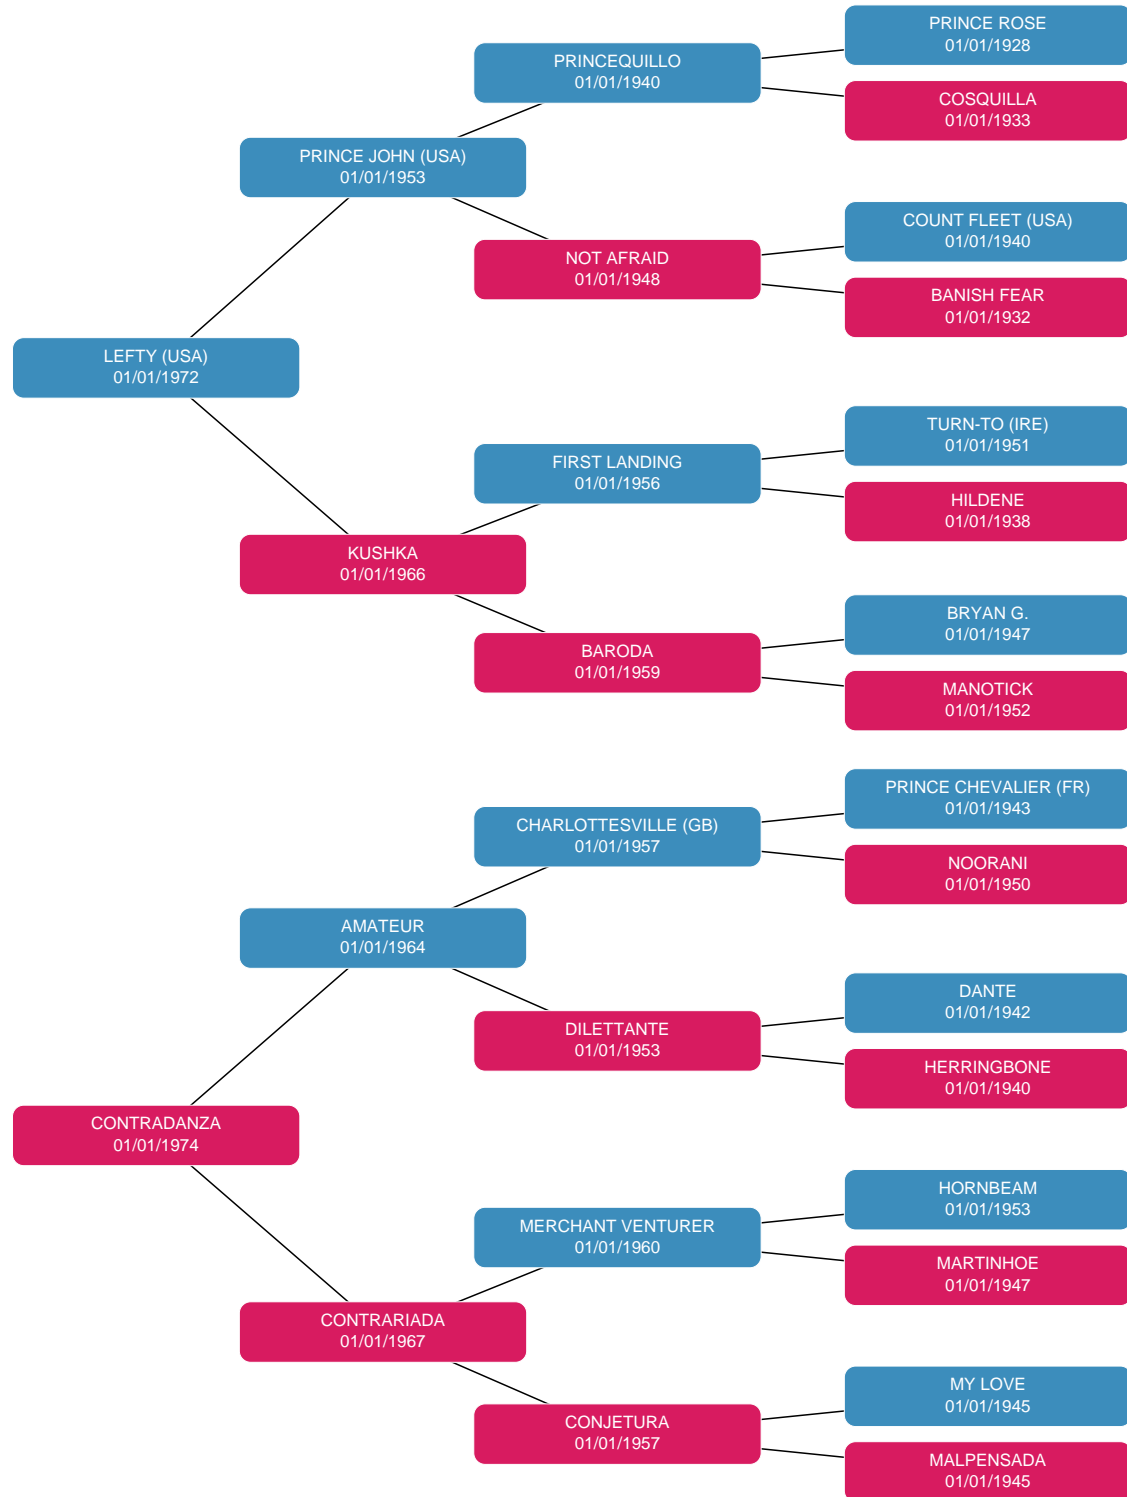 PRINCE ROSE
01/01/1928
PRINCEQUILLO
01/01/1940
COSQUILLA
01/01/1933
PRINCE JOHN (USA)
01/01/1953
COUNT FLEET (USA)
01/01/1940
NOT AFRAID
01/01/1948
BANISH FEAR
01/01/1932
LEFTY (USA)
01/01/1972
TURN-TO (IRE)
01/01/1951
FIRST LANDING
01/01/1956
HILDENE
01/01/1938
KUSHKA
01/01/1966
BRYAN G.
01/01/1947
BARODA
01/01/1959
MANOTICK
01/01/1952
PRINCE CHEVALIER (FR)
01/01/1943
CHARLOTTESVILLE (GB)
01/01/1957
NOORANI
01/01/1950
AMATEUR
01/01/1964
DANTE
01/01/1942
DILETTANTE
01/01/1953
HERRINGBONE
01/01/1940
CONTRADANZA
01/01/1974
HORNBEAM
01/01/1953
MERCHANT VENTURER
01/01/1960
MARTINHOE
01/01/1947
CONTRARIADA
01/01/1967
MY LOVE
01/01/1945
CONJETURA
01/01/1957
MALPENSADA
01/01/1945